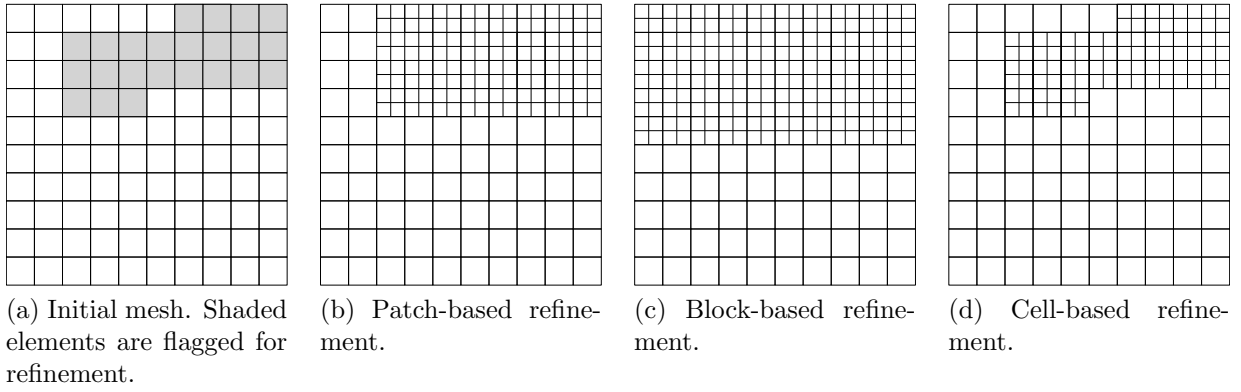 (a) Initial mesh. Shaded
elements are flagged for
refinement.
(b) Patch-based refine-
ment.
(c) Block-based refine-
ment.
(d) Cell-based refine-
ment.